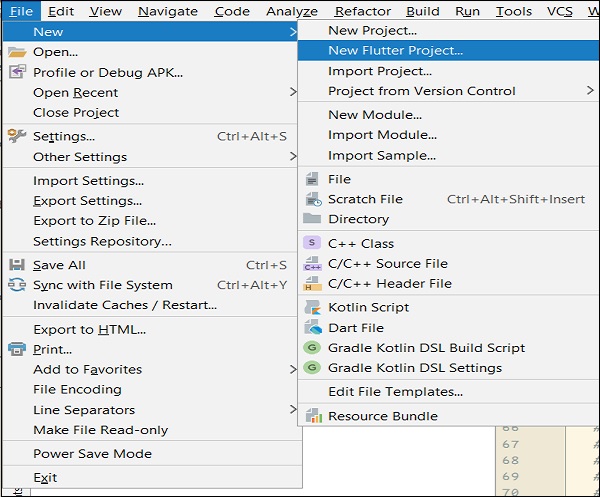 File Edit View Navigate Code Analyze Refactor Build Run Tools VCS W
New
Open...
Profile or Debug APK...
Open Recent
Close Project
Settings... Ctrl+Alt+S
Other Settings
Import Settings...
Export Settings...
Export to Zip File...
Settings Repository...
Save All Ctrl+S
Sync with File System Ctrl+Alt+Y
Invalidate Caches / Restart...
Export to HTML...
Print...
Add to Favorites
File Encoding
Line Separators
Make File Read-only
Power Save Mode
Exit
New Project...
New Flutter Project...
Import Project...
Project from Version Control
New Module...
Import Module...
Import Sample...
File
Scratch File Ctrl+Alt+Shift+Insert
Directory
S C++ Class
C++ C/C++ Source File
H C/C++ Header File
Kotlin Script
Dart File
G Gradle Kotlin DSL Build Script
G Gradle Kotlin DSL Settings
Edit File Templates...
Resource Bundle
66 #
67 #
68 #
69 #
70 #